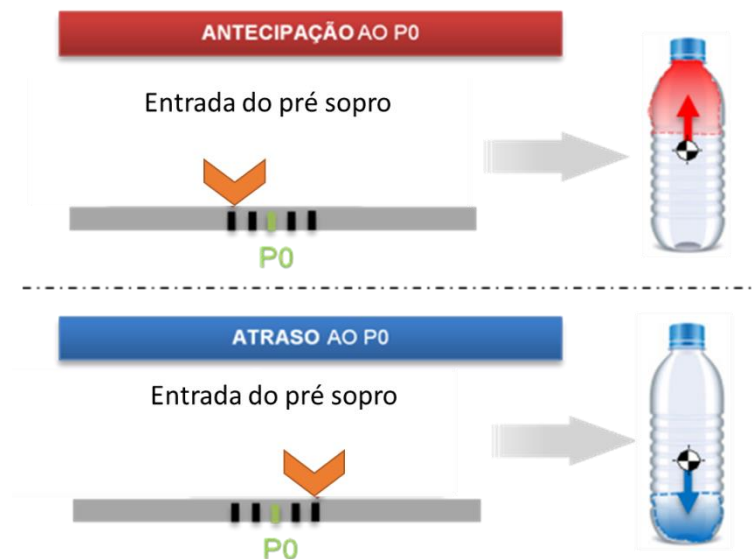 ANTECIPAÇÃO AO P0
Entrada do pré sopro
P0
ATRASO AO P0
Entrada do pré sopro
P0